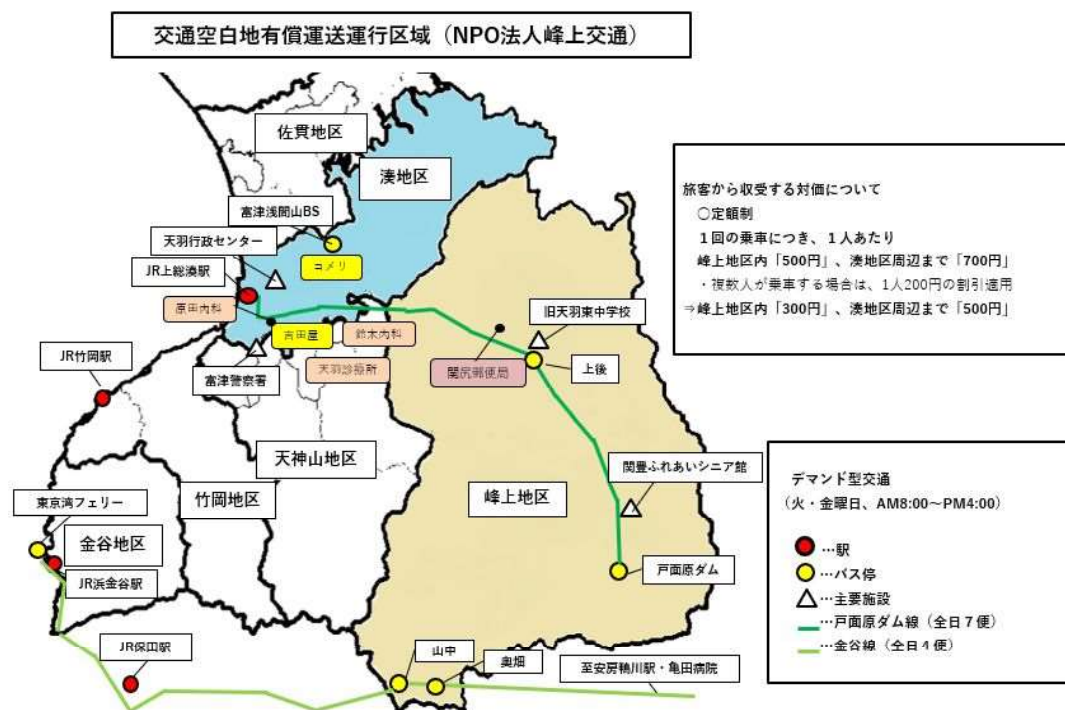 交通空白地有償運送運行区域（NPO法人峰上交通）
佐貫地区
湊地区
富津浅間山BS
天羽行政センター
コメリ
JR上総湊駅
原田内科
吉田屋
鈴木内科
旧天羽東中学校
JR竹岡駅
富津警察署
天羽診療所
関尻郵便局
上後
天神山地区
関豊ふれあいシニア館
竹岡地区
峰上地区
東京湾フェリー
金谷地区
JR浜金谷駅
戸面原ダム
JR保田駅
山中
奥畑
至安房鴨川駅・亀田病院
旅客から収受する対価について
〇定額制
１回の乗車につき、１人あたり
峰上地区内「500円」、湊地区周辺まで「700円」
・複数人が乗車する場合は、1人200円の割引適用
⇒峰上地区内「300円」、湊地区周辺まで「500円」
デマンド型交通
（火・金曜日、AM8:00～PM4:00）
…駅
…バス停
…主要施設
…戸面原ダム線（全日７便）
…金谷線（全日４便）